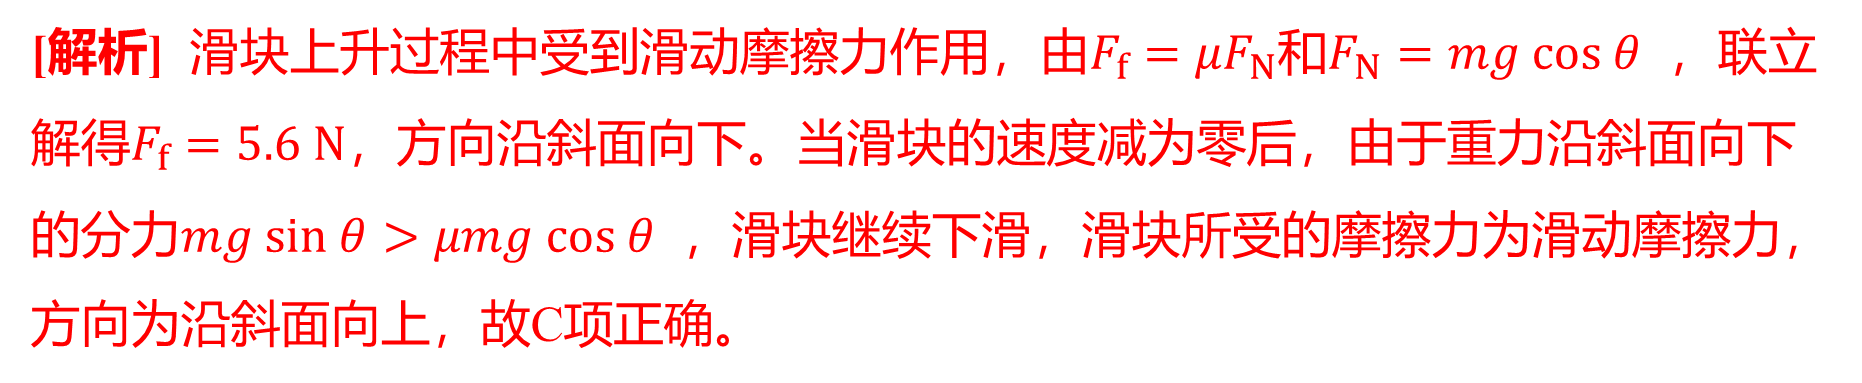 [解析] 滑块上升过程中受到滑动摩擦力作用，由F_f = μF_N和F_N = mg cos θ ，联立
解得F_f = 5.6 N，方向沿斜面向下。当滑块的速度减为零后，由于重力沿斜面向下
的分力mg sin θ > μmg cos θ ，滑块继续下滑，滑块所受的摩擦力为滑动摩擦力，
方向为沿斜面向上，故C项正确。